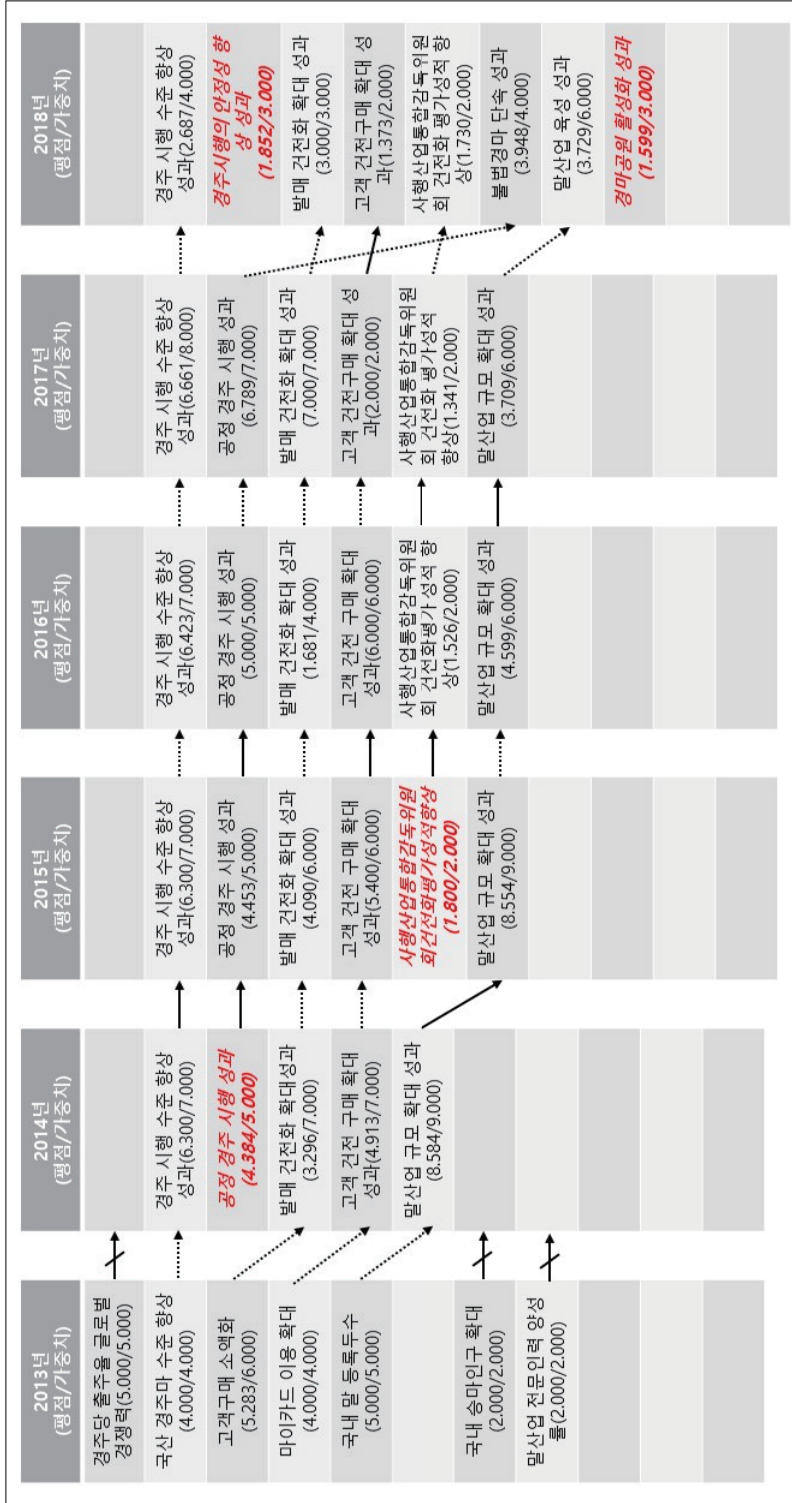 2013년
(평점/가중치)
경주당 출주율 글로벌
경쟁력(5.000/5.000)
국산 경주마 수준 향상
(4.000/4.000)
고객구매 소액화
(5.283/6.000)
마이카드 이용 확대
(4.000/4.000)
국내 말 등록두수
(5.000/5.000)
국내 승마인구 확대
(2.000/2.000)
말산업 전문인력 양성
률(2.000/2.000)
2014년
(평점/가중치)
경주 시행 수준 향상
성과(6.300/7.000)
공정 경주 시행 성과
(4.384/5.000)
발매 건전화 확대성과
(3.296/7.000)
고객 건전 구매 확대
성과(4.913/7.000)
말산업 규모 확대 성과
(8.584/9.000)
2015년
(평점/가중치)
경주 시행 수준 향상
성과(6.300/7.000)
공정 경주 시행 성과
(4.453/5.000)
발매 건전화 확대성과
(4.090/6.000)
고객 건전 구매 확대
성과(5.400/6.000)
사행산업통합감독위원
회건전화평가성적향상
(1.800/2.000)
말산업 규모 확대 성과
(8.554/9.000)
2016년
(평점/가중치)
경주 시행 수준 향상
성과(6.423/7.000)
공정 경주 시행 성과
(5.000/5.000)
발매 건전화 확대 성과
(1.681/4.000)
고객 건전 구매 확대
성과(6.000/6.000)
사행산업통합감독위원
회 건전화평가 성적 향
상(1.526/2.000)
말산업 규모 확대 성과
(4.599/6.000)
2017년
(평점/가중치)
경주 시행 수준 향상
성과(6.661/8.000)
공정 경주 시행 성과
(6.789/7.000)
발매 건전화 확대 성과
(7.000/7.000)
고객 건전구매 확대 성
과(2.000/2.000)
사행산업통합감독위원
회 건전화 평가성적
향상(1.341/2.000)
말산업 규모 확대 성과
(3.709/6.000)
2018년
(평점/가중치)
경주 시행 수준 향상
성과(2.687/4.000)
경주시행의 안정성 향
상 성과
(1.852/3.000)
발매 건전화 확대 성과
(3.000/3.000)
고객 건전구매 확대 성
과(1.373/2.000)
사행산업통합감독위원
회 건전화 평가성적 향
상(1.730/2.000)
불법경마 단속 성과
(3.948/4.000)
말산업 육성 성과
(3.729/6.000)
경마공원 활성화 성과
(1.599/3.000)